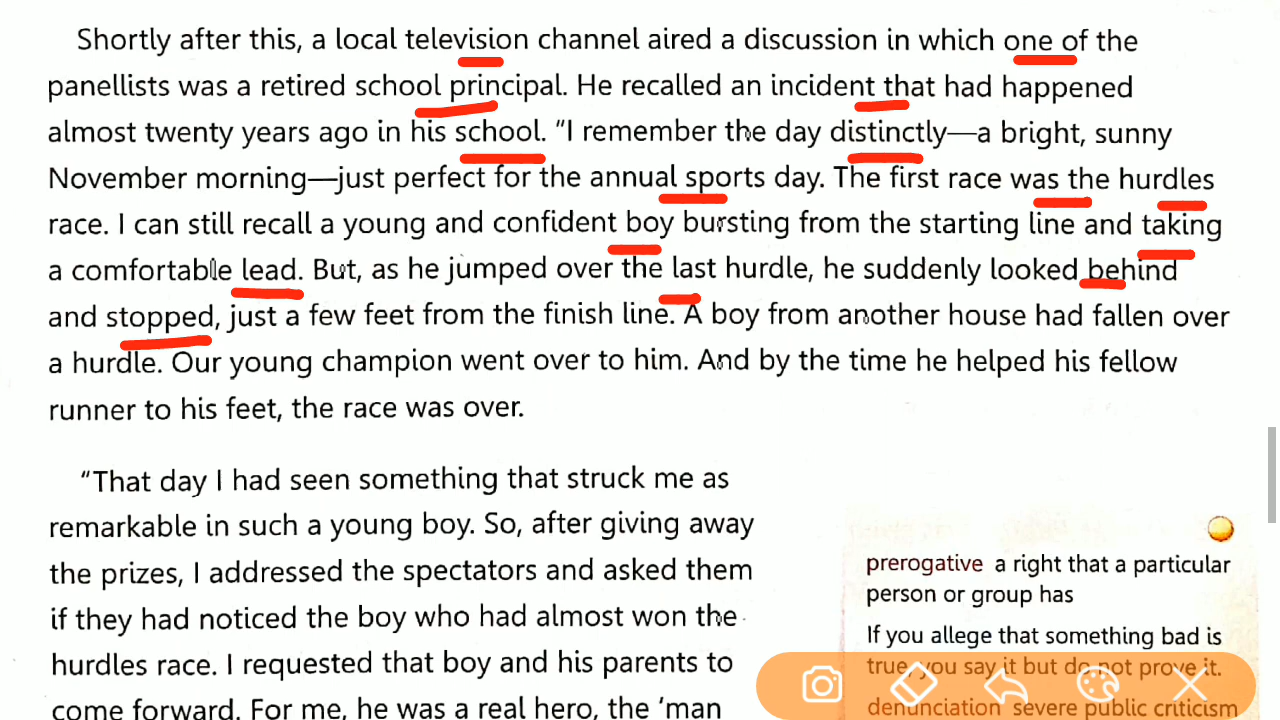 Shortly after this, a local television channel aired a discussion in which one of the
panellists was a retired school principal. He recalled an incident that had happened
almost twenty years ago in his school. “I remember the day distinctly—a bright, sunny
November morning—just perfect for the annual sports day. The first race was the hurdles
race. I can still recall a young and confident boy bursting from the starting line and taking
a comfortable lead. But, as he jumped over the last hurdle, he suddenly looked behind
and stopped, just a few feet from the finish line. A boy from another house had fallen over
a hurdle. Our young champion went over to him. And by the time he helped his fellow
runner to his feet, the race was over.
“That day I had seen something that struck me as
remarkable in such a young boy. So, after giving away
the prizes, I addressed the spectators and asked them
if they had noticed the boy who had almost won the
hurdles race. I requested that boy and his parents to
come forward. For me, he was a real hero, the ‘man
prerogative a right that a particular
person or group has
If you allege that something bad is
true, you say it but do not prove it.
denunciation severe public criticism